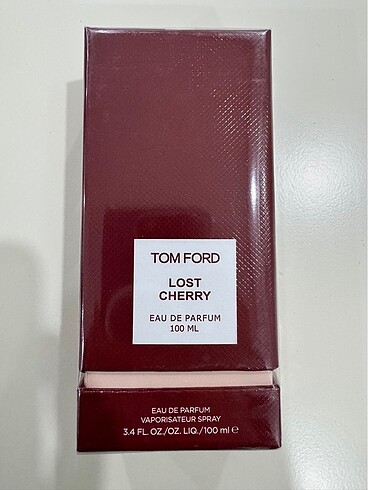 TOM FORD
LOST
CHERRY
EAU DE PARFUM
100 ML
EAU DE PARFUM
VAPORISATEUR SPRAY
3.4 FL. OZ./OZ. LIQ./100 ml ℮